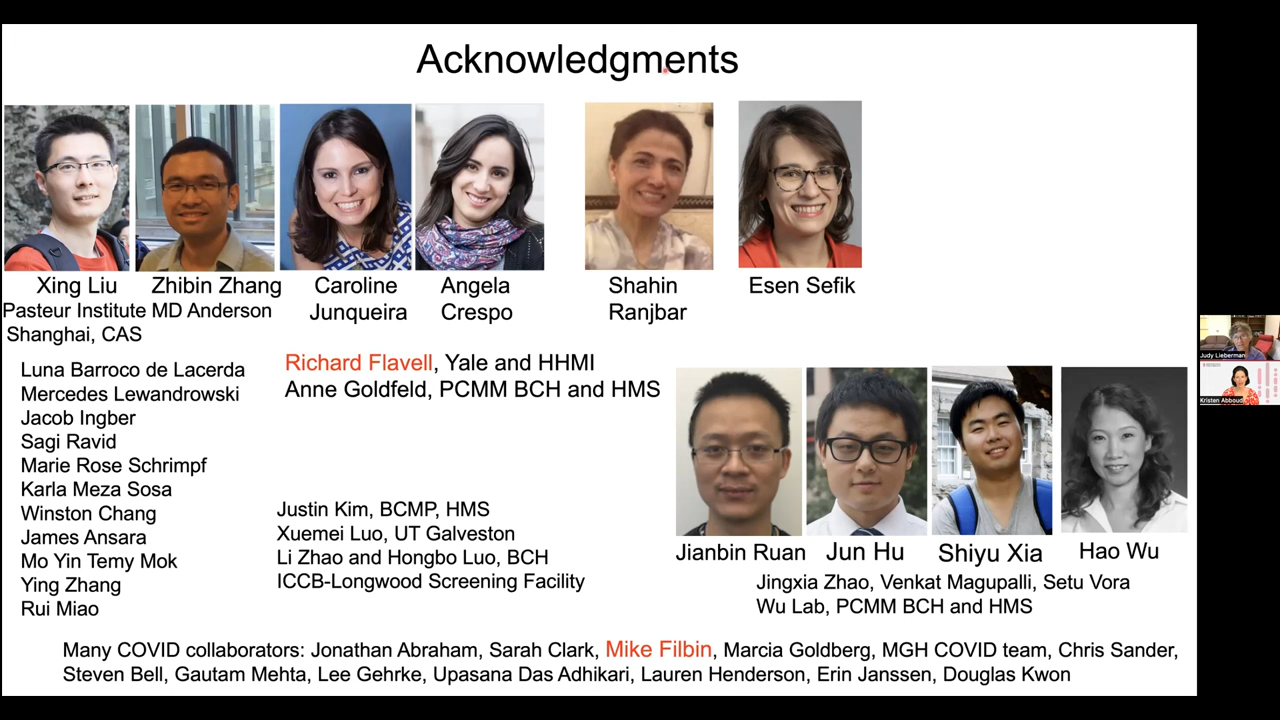 Acknowledgments
Xing Liu
Pasteur Institute
Shanghai, CAS
Zhibin Zhang
MD Anderson
Caroline
Junqueira
Angela
Crespo
Shahin
Ranjbar
Esen Sefik
Luna Barroco de Lacerda
Mercedes Lewandrowski
Jacob Ingber
Sagi Ravid
Marie Rose Schrimpf
Karla Meza Sosa
Winston Chang
James Ansara
Mo Yin Temy Mok
Ying Zhang
Rui Miao
Richard Flavell, Yale and HHMI
Anne Goldfeld, PCMM BCH and HMS
Justin Kim, BCMP, HMS
Xuemei Luo, UT Galveston
Li Zhao and Hongbo Luo, BCH
ICCB-Longwood Screening Facility
Jianbin Ruan
Jun Hu
Shiyu Xia
Hao Wu
Jingxia Zhao, Venkat Magupalli, Setu Vora
Wu Lab, PCMM BCH and HMS
Many COVID collaborators: Jonathan Abraham, Sarah Clark, Mike Filbin, Marcia Goldberg, MGH COVID team, Chris Sander,
Steven Bell, Gautam Mehta, Lee Gehrke, Upasana Das Adhikari, Lauren Henderson, Erin Janssen, Douglas Kwon
Judy Lieberman
Kristen Abboud